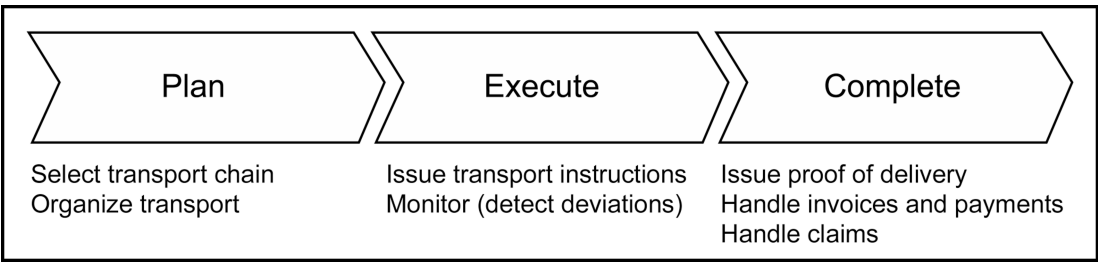 Plan
Execute
Complete
Select transport chain
Organize transport
Issue transport instructions
Monitor (detect deviations)
Issue proof of delivery
Handle invoices and payments
Handle claims